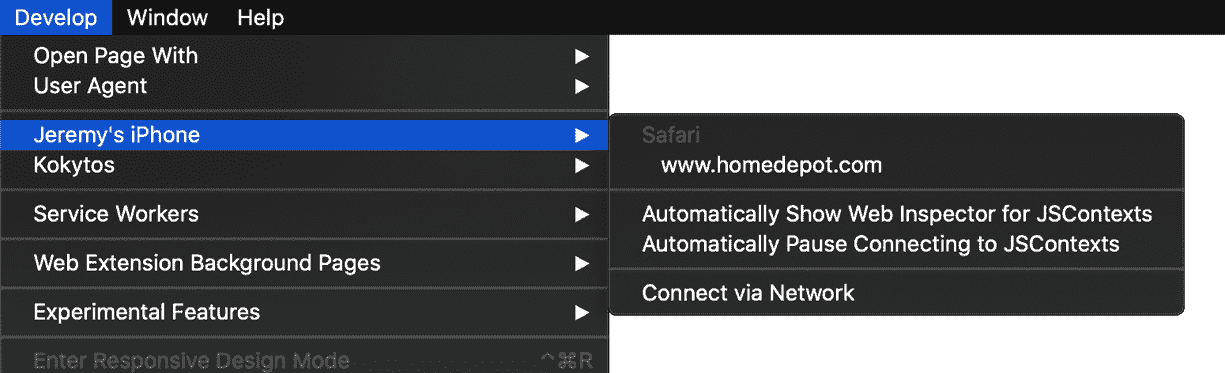 Develop Window Help
Open Page With
User Agent
Jeremy's iPhone
Kokytos
Service Workers
Web Extension Background Pages
Experimental Features
Enter Responsive Design Mode ^⌘R
Safari
www.homedepot.com
Automatically Show Web Inspector for JSContexts
Automatically Pause Connecting to JSContexts
Connect via Network